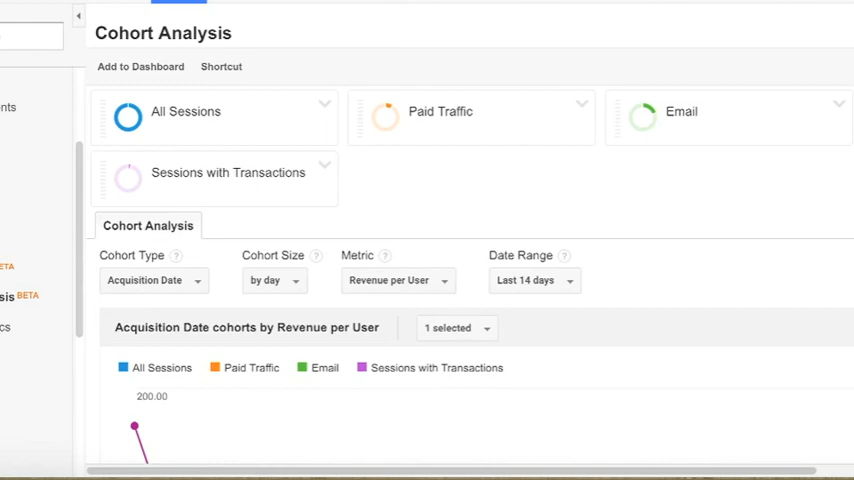 Cohort Analysis
Add to Dashboard Shortcut
All Sessions Paid Traffic Email
nts
Sessions with Transactions
Cohort Analysis
Cohort Type ? Cohort Size ? Metric ? Date Range ?
ETA
Acquisition Date by day Revenue per User Last 14 days
sis BETA
cs
Acquisition Date cohorts by Revenue per User 1 selected
All Sessions Paid Traffic Email Sessions with Transactions
200.00